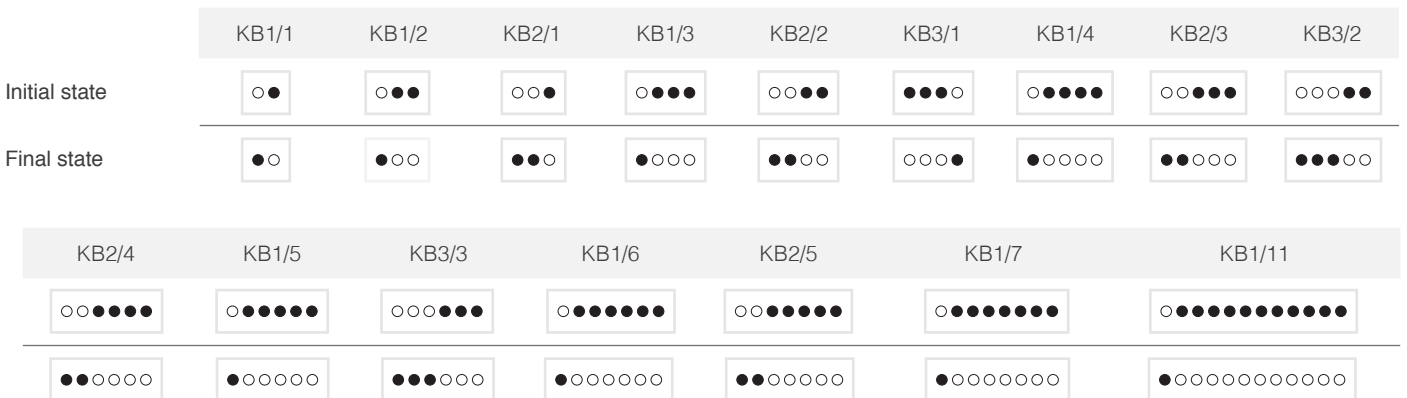 KB1/1 KB1/2 KB2/1 KB1/3 KB2/2 KB3/1 KB1/4 KB2/3 KB3/2
Initial state
Final state
KB2/4 KB1/5 KB3/3 KB1/6 KB2/5 KB1/7 KB1/11